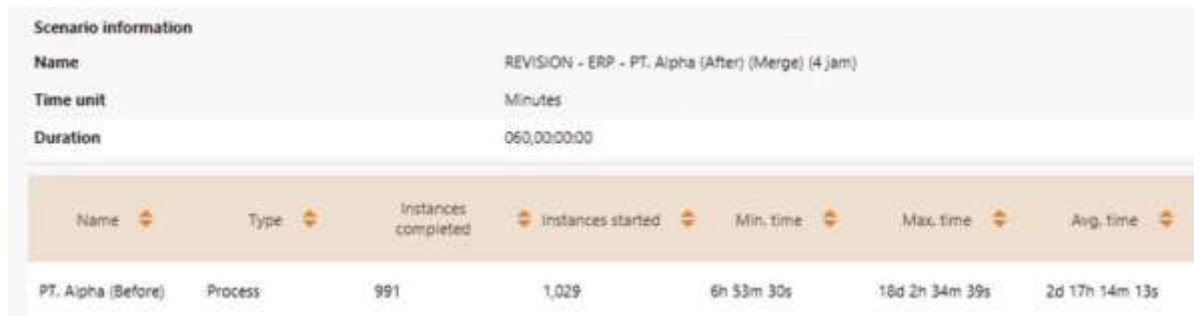 Scenario information
Name REVISION - ERP - PT. Alpha (After) (Merge) (4 jam)
Time unit Minutes
Duration 060,00:00:00
Name Type Instances completed Instances started Min. time Max. time Avg. time
PT. Alpha (Before) Process 991 1,029 6h 53m 30s 18d 2h 34m 39s 2d 17h 14m 13s